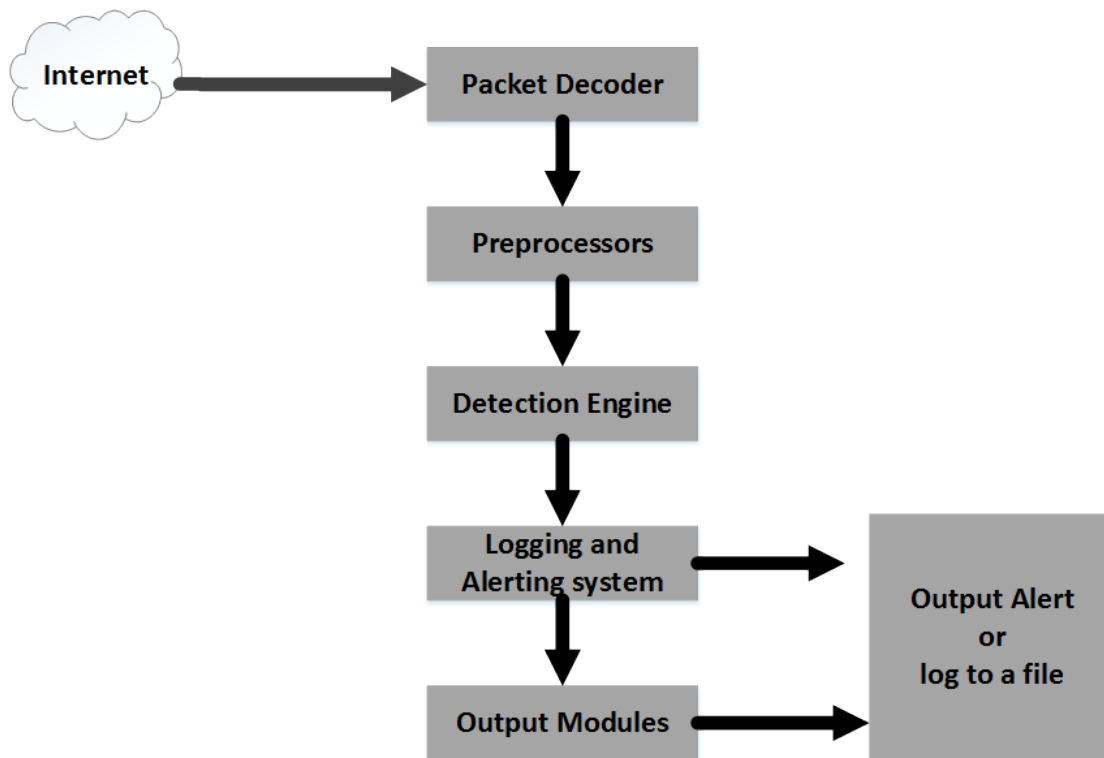 Internet
Packet Decoder
Preprocessors
Detection Engine
Logging and
Alerting system
Output Modules
Output Alert
or
log to a file